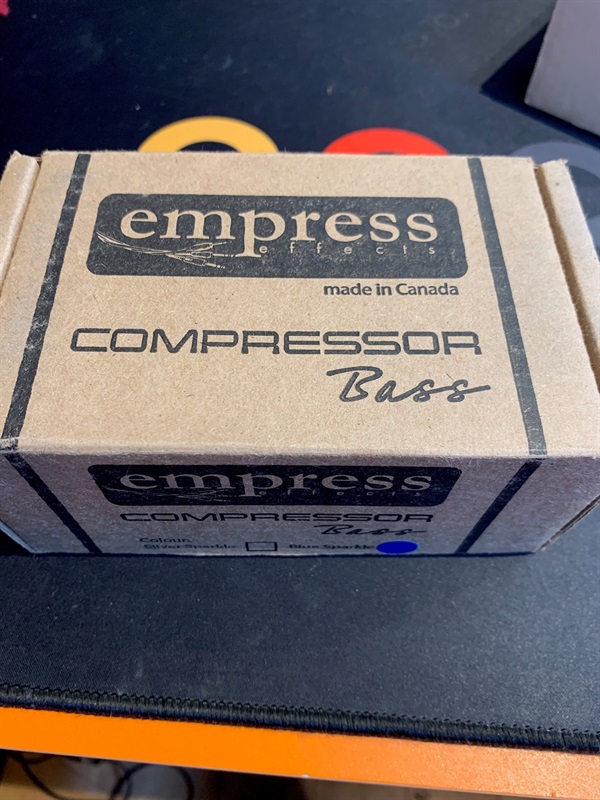 empress
effects
made in Canada
COMPRESSOR
Bass
empress
effects
COMPRESSOR
Bass
Colour:
Silver Sparkle Blue Sparkle